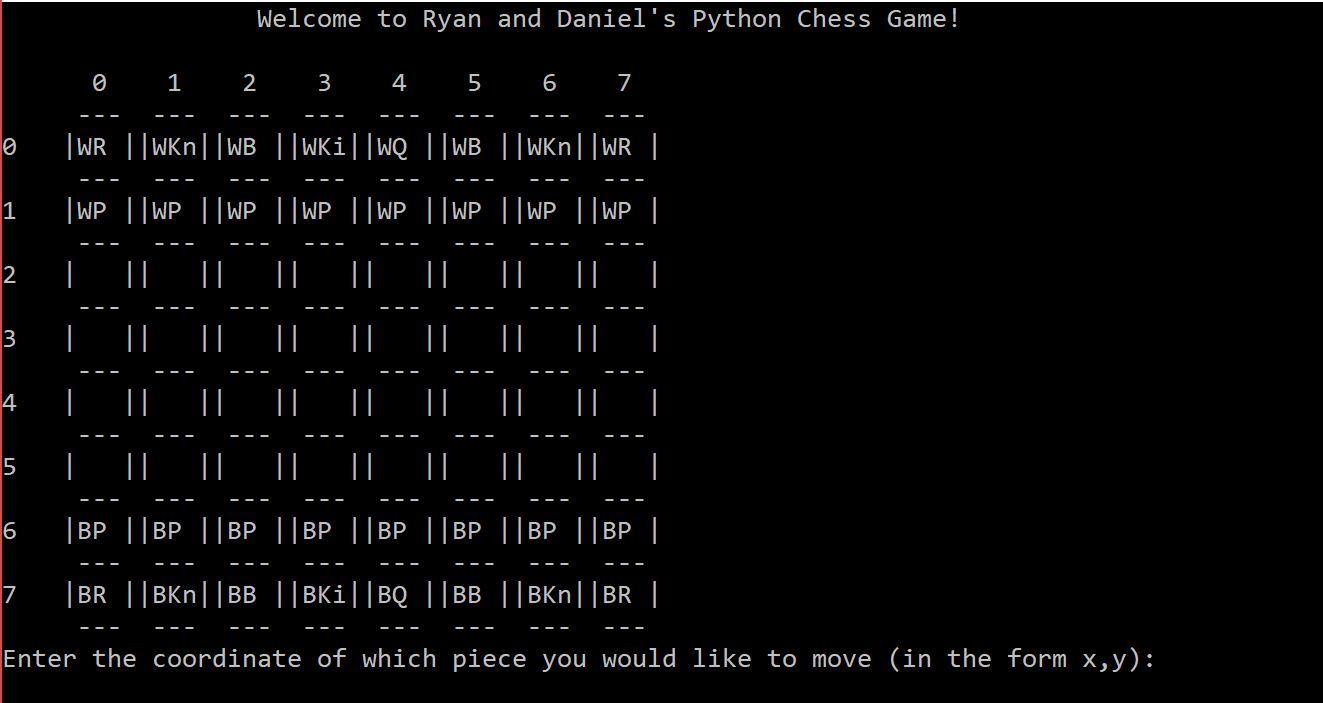 Welcome to Ryan and Daniel's Python Chess Game!
0 1 2 3 4 5 6 7
--- --- --- --- --- --- --- ---
0 |WR ||WKn||WB ||WKi||WQ ||WB ||WKn||WR |
--- --- --- --- --- --- --- ---
1 |WP ||WP ||WP ||WP ||WP ||WP ||WP ||WP |
--- --- --- --- --- --- --- ---
2 |   ||   ||   ||   ||   ||   ||   ||   |
--- --- --- --- --- --- --- ---
3 |   ||   ||   ||   ||   ||   ||   ||   |
--- --- --- --- --- --- --- ---
4 |   ||   ||   ||   ||   ||   ||   ||   |
--- --- --- --- --- --- --- ---
5 |   ||   ||   ||   ||   ||   ||   ||   |
--- --- --- --- --- --- --- ---
6 |BP ||BP ||BP ||BP ||BP ||BP ||BP ||BP |
--- --- --- --- --- --- --- ---
7 |BR ||BKn||BB ||BKi||BQ ||BB ||BKn||BR |
--- --- --- --- --- --- --- ---
Enter the coordinate of which piece you would like to move (in the form x,y):